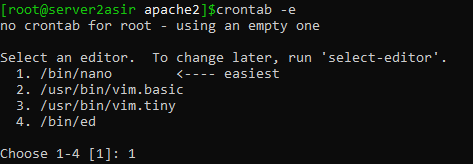 [root@server2asir apache2]$crontab -e
no crontab for root - using an empty one

Select an editor.  To change later, run 'select-editor'.
  1. /bin/nano        <---- easiest
  2. /usr/bin/vim.basic
  3. /usr/bin/vim.tiny
  4. /bin/ed

Choose 1-4 [1]: 1